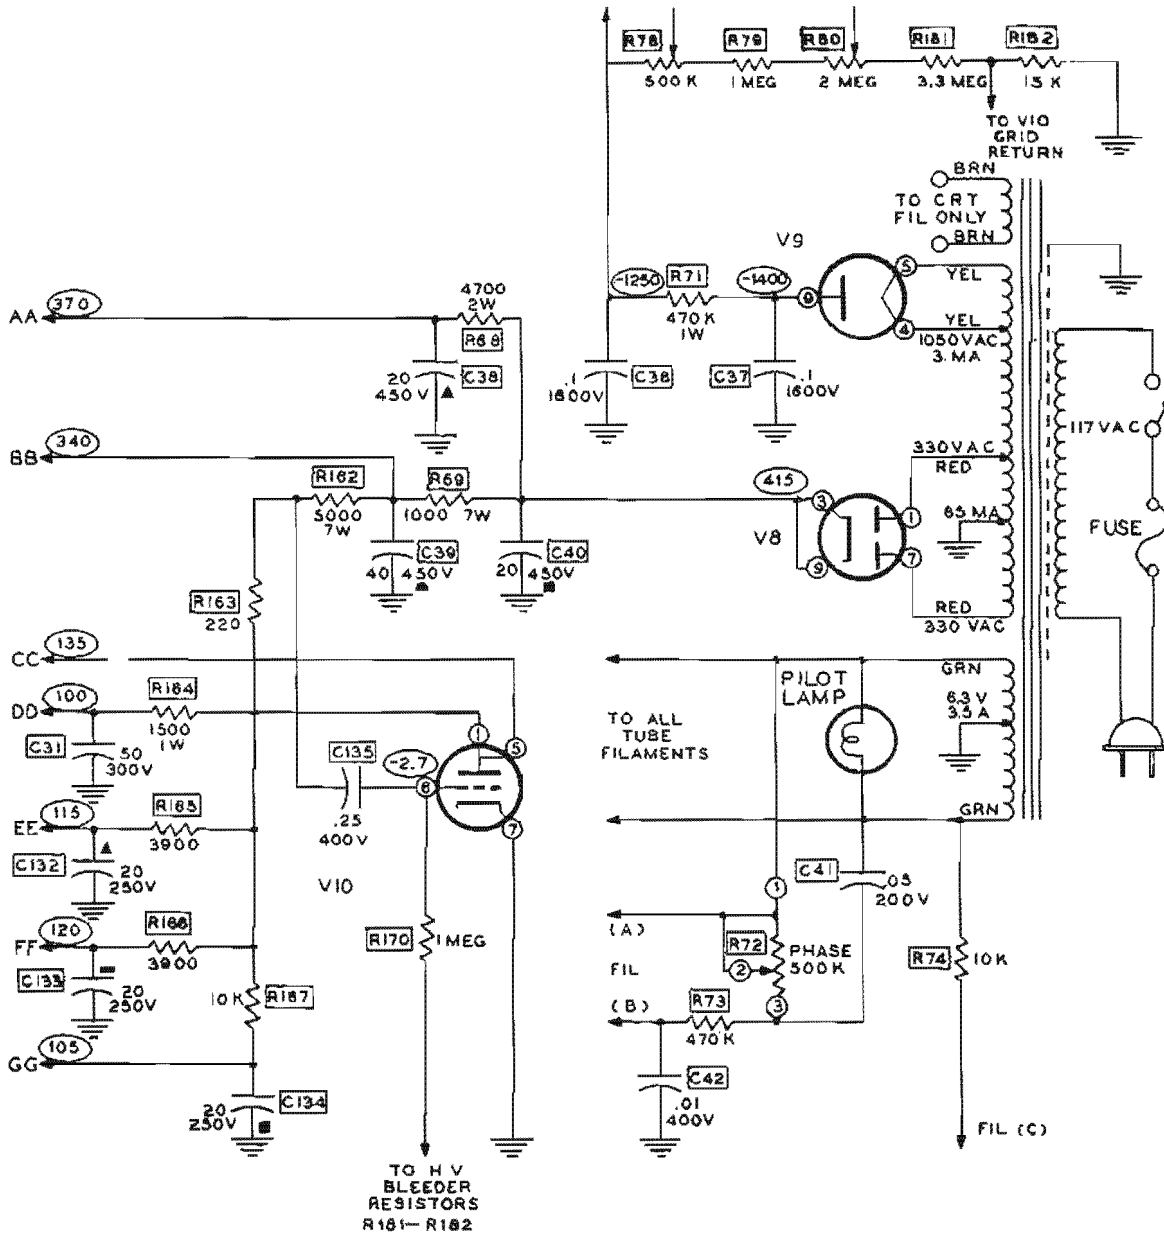 R78
R79
R80
R181
R182
500 K
1 MEG
2 MEG
3.3 MEG
15 K
TO V10
GRID
RETURN
BRN
TO CRT
FIL ONLY
BRN
V9
5
YEL
-1250
R71
-1400
9
470 K
1W
4
YEL
1050 VAC
3. MA
AA
370
4700
2W
R68
20
450V
C38
.1
1600V
C36
C37
.1
1600V
117 VAC
BB
340
R162
R69
5000
7W
1000 7W
415
3
330 VAC
RED
1
65 MA
V8
9
7
FUSE
C39
40 450V
C40
20 450V
R163
220
RED
330 VAC
CC
135
GRN
PILOT
LAMP
6.3 V
3.5 A
DD
100
R164
1500
1W
C31
50
300V
TO ALL
TUBE
FILAMENTS
1
5
C135
-2.7
6
.25
400V
7
GRN
EE
115
R165
3900
C132
20
250V
V10
C41
.05
200V
1
FF
120
R166
3900
C133
20
250V
R170
1 MEG
(A)
R72
PHASE
500 K
2
FIL
R74
10K
10K
R167
(B)
R73
470 K
3
GG
105
20
250V
C134
C42
.01
400V
FIL (C)
TO H V
BLEEDER
RESISTORS
R181—R182